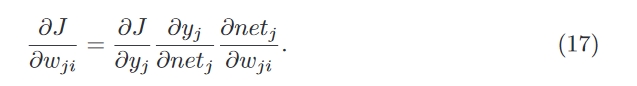 ∂J/∂w_{ji} = ∂J/∂y_j ∂y_j/∂net_j ∂net_j/∂w_{ji}. (17)